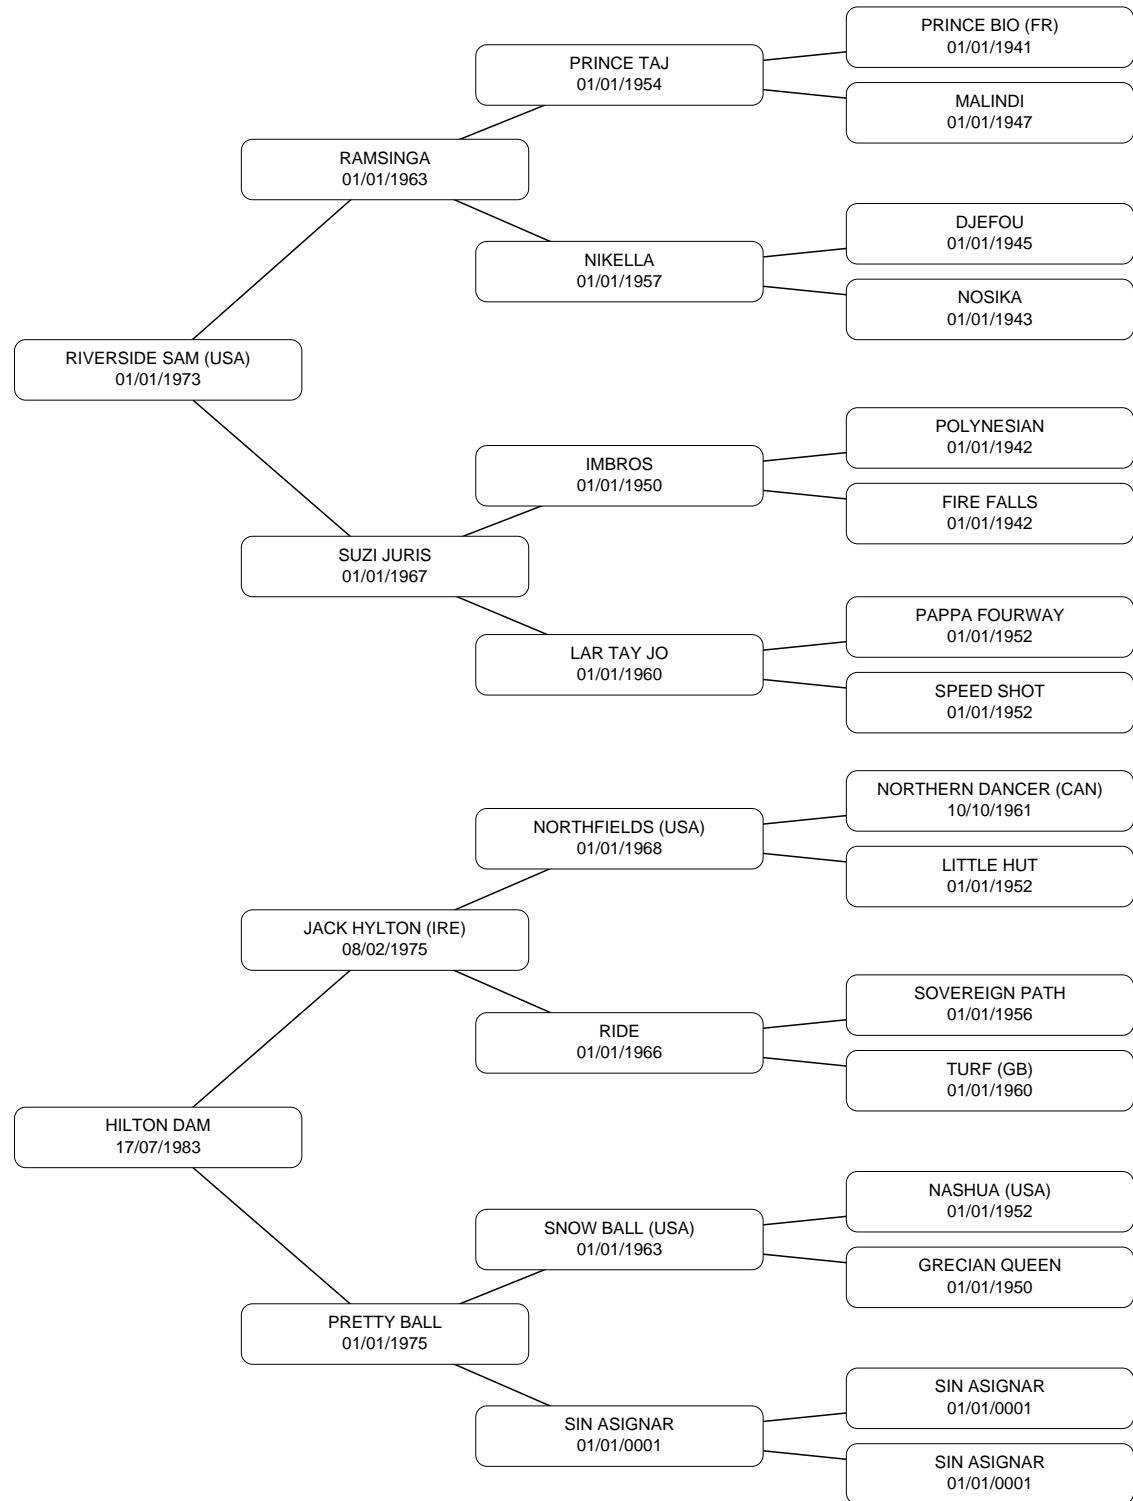 PRINCE BIO (FR)
01/01/1941
PRINCE TAJ
01/01/1954
MALINDI
01/01/1947
RAMSINGA
01/01/1963
DJEFOU
01/01/1945
NIKELLA
01/01/1957
NOSIKA
01/01/1943
RIVERSIDE SAM (USA)
01/01/1973
POLYNESIAN
01/01/1942
IMBROS
01/01/1950
FIRE FALLS
01/01/1942
SUZI JURIS
01/01/1967
PAPPA FOURWAY
01/01/1952
LAR TAY JO
01/01/1960
SPEED SHOT
01/01/1952
NORTHERN DANCER (CAN)
10/10/1961
NORTHFIELDS (USA)
01/01/1968
LITTLE HUT
01/01/1952
JACK HYLTON (IRE)
08/02/1975
SOVEREIGN PATH
01/01/1956
RIDE
01/01/1966
TURF (GB)
01/01/1960
HILTON DAM
17/07/1983
NASHUA (USA)
01/01/1952
SNOW BALL (USA)
01/01/1963
GRECIAN QUEEN
01/01/1950
PRETTY BALL
01/01/1975
SIN ASIGNAR
01/01/0001
SIN ASIGNAR
01/01/0001
SIN ASIGNAR
01/01/0001